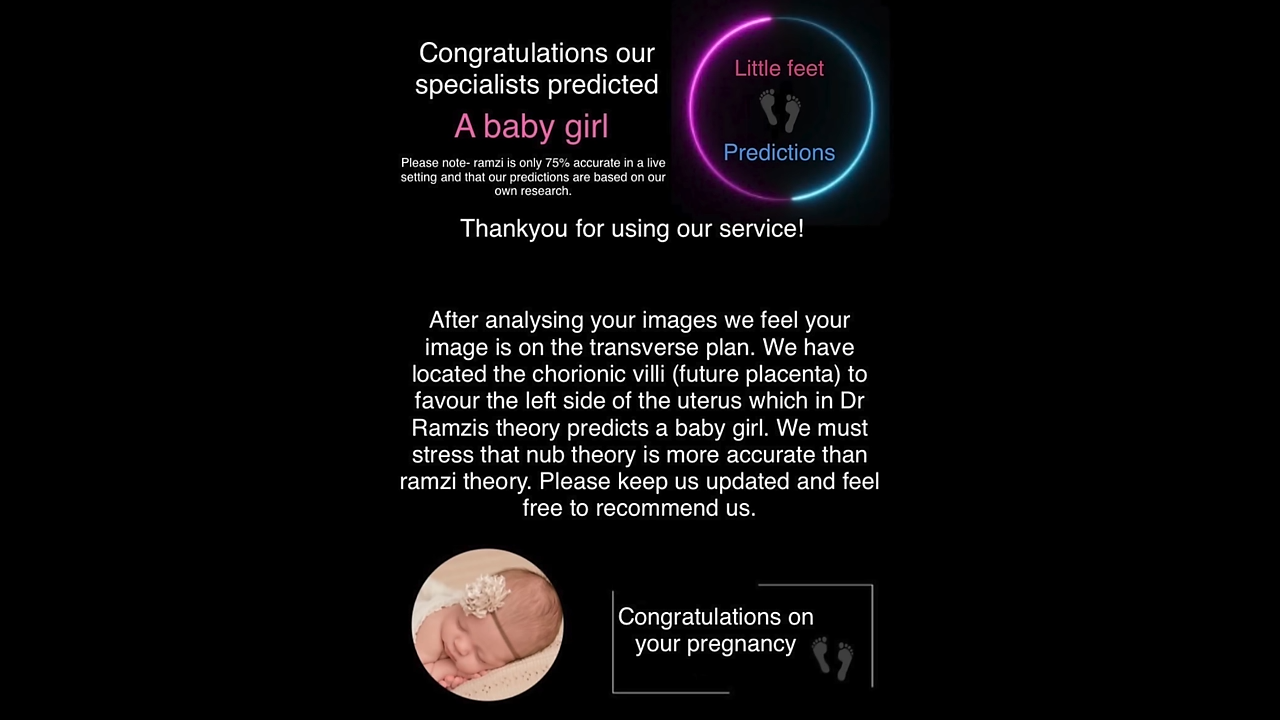 Congratulations our
specialists predicted
A baby girl
Please note- ramzi is only 75% accurate in a live
setting and that our predictions are based on our
own research.
Little feet
Predictions
Thankyou for using our service!
After analysing your images we feel your
image is on the transverse plan. We have
located the chorionic villi (future placenta) to
favour the left side of the uterus which in Dr
Ramzis theory predicts a baby girl. We must
stress that nub theory is more accurate than
ramzi theory. Please keep us updated and feel
free to recommend us.
Congratulations on
your pregnancy